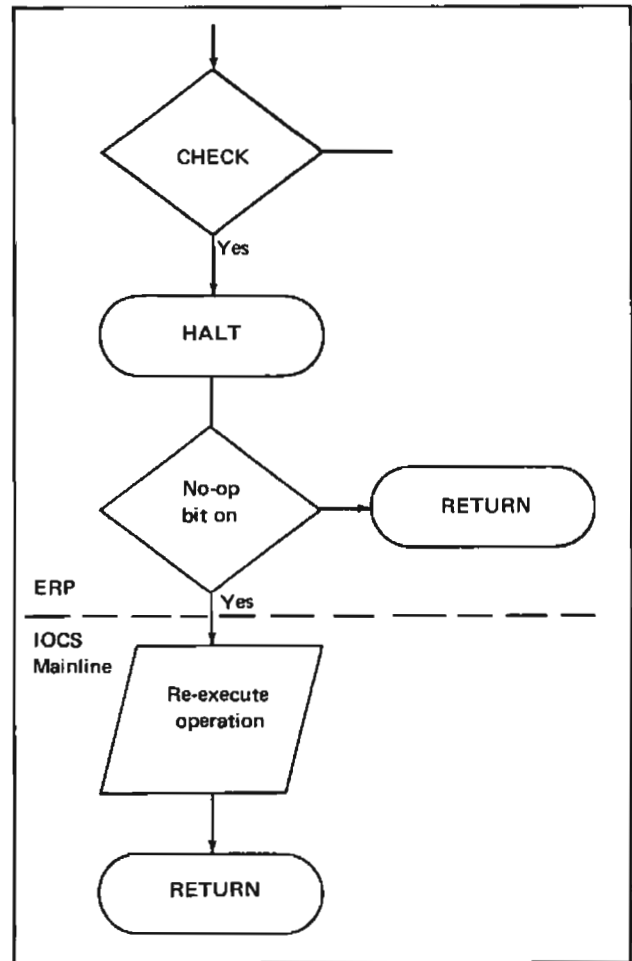 CHECK
Yes
HALT
No-op
bit on
RETURN
ERP
Yes
IOCS
Mainline
Re-execute
operation
RETURN